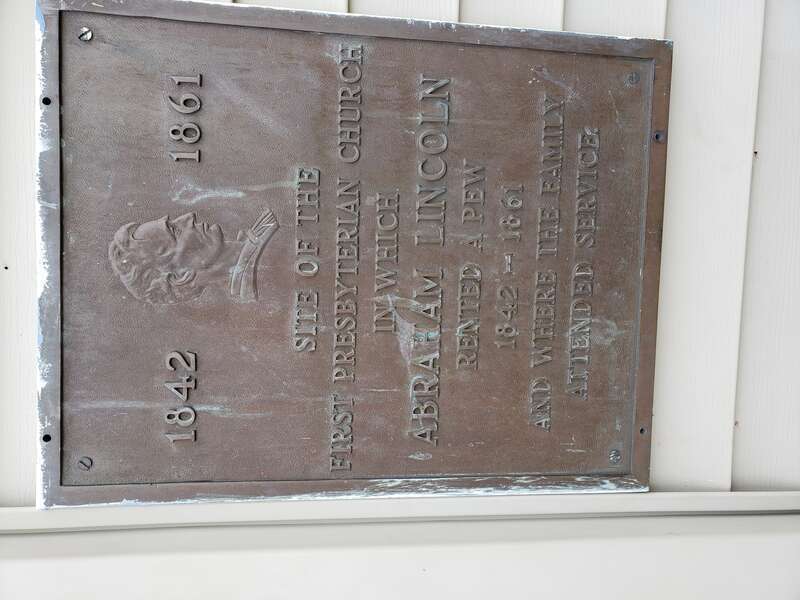 1842 1861
SITE OF THE
FIRST PRESBYTERIAN CHURCH
IN WHICH
ABRAHAM LINCOLN
RENTED A PEW
1842 - 1861
AND WHERE THE FAMILY
ATTENDED SERVICE.